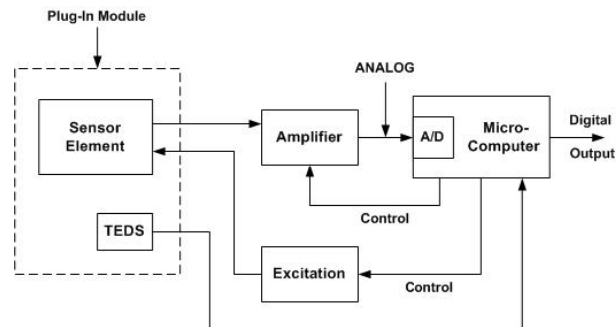 Plug-In Module
ANALOG
Sensor
Element
Amplifier
A/D
Micro-
Computer
Digital
Output
Control
TEDS
Excitation
Control